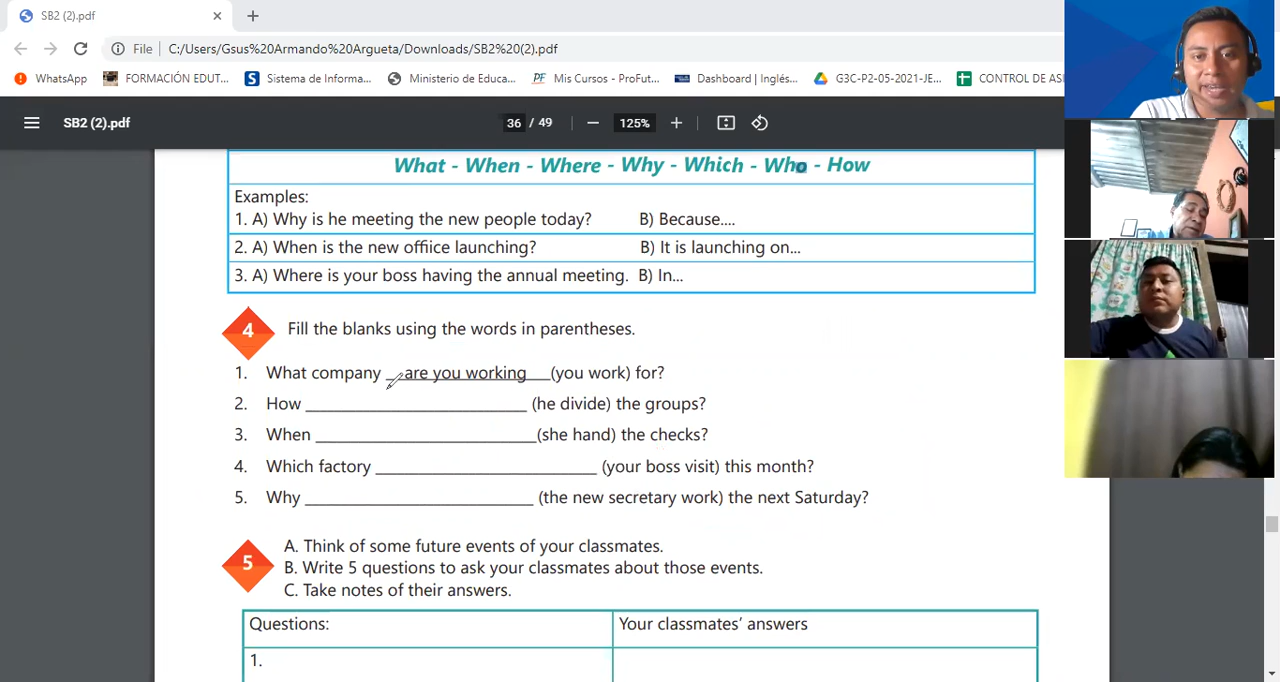 SB2 (2).pdf
File C:/Users/Gsus%20Armando%20Argueta/Downloads/SB2%20(2).pdf
WhatsApp FORMACIÓN EDUT... Sistema de Informa... Ministerio de Educa... PF Mis Cursos - ProFut... Dashboard | Inglés... G3C-P2-05-2021-JE... CONTROL DE ASI
SB2 (2).pdf 36 / 49 125%
What - When - Where - Why - Which - Who - How
Examples:
1. A) Why is he meeting the new people today? B) Because....
2. A) When is the new office launching? B) It is launching on...
3. A) Where is your boss having the annual meeting. B) In...
4 Fill the blanks using the words in parentheses.
1. What company __are you working___(you work) for?
2. How ______________________ (he divide) the groups?
3. When ______________________(she hand) the checks?
4. Which factory ______________________ (your boss visit) this month?
5. Why ______________________ (the new secretary work) the next Saturday?
5 A. Think of some future events of your classmates.
B. Write 5 questions to ask your classmates about those events.
C. Take notes of their answers.
Questions: Your classmates' answers
1.